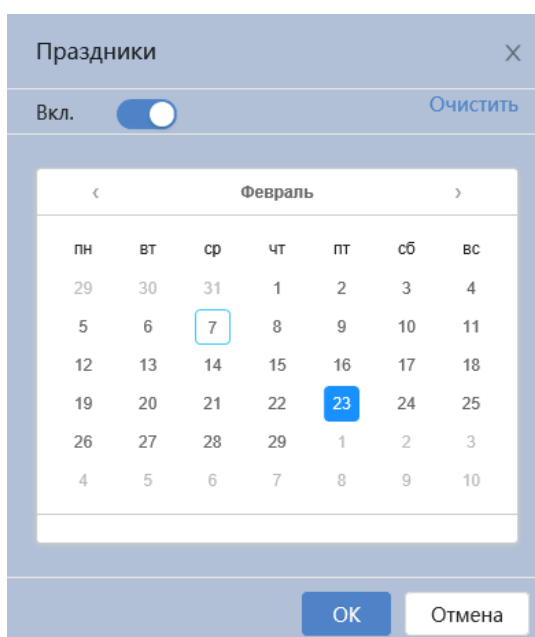 Праздники
Вкл. Очистить
Февраль
пн вт ср чт пт сб вс
29 30 31 1 2 3 4
5 6 7 8 9 10 11
12 13 14 15 16 17 18
19 20 21 22 23 24 25
26 27 28 29 1 2 3
4 5 6 7 8 9 10
OK Отмена